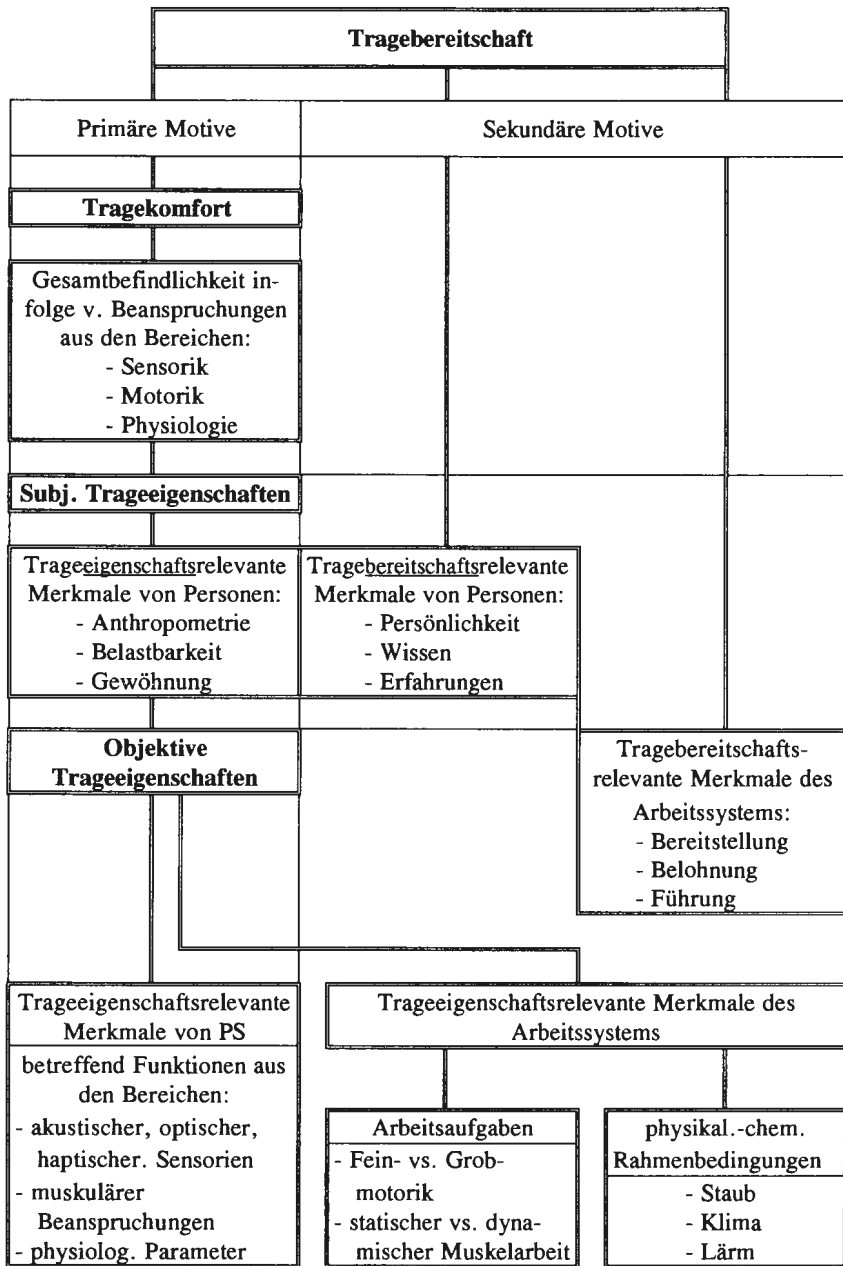 Tragebereitschaft
Primäre Motive
Sekundäre Motive
Tragekomfort
Gesamtbefindlichkeit in-
folge v. Beanspruchungen
aus den Bereichen:
- Sensorik
- Motorik
- Physiologie
Subj. Trageeigenschaften
Trageeigenschaftsrelevante
Merkmale von Personen:
- Anthropometrie
- Belastbarkeit
- Gewöhnung
Tragebereitschaftsrelevante
Merkmale von Personen:
- Persönlichkeit
- Wissen
- Erfahrungen
Objektive
Trageeigenschaften
Tragebereitschafts-
relevante Merkmale des
Arbeitssystems:
- Bereitstellung
- Belohnung
- Führung
Trageeigenschaftsrelevante
Merkmale von PS
betreffend Funktionen aus
den Bereichen:
- akustischer, optischer,
haptischer. Sensorien
- muskulärer
Beanspruchungen
- physiolog. Parameter
Trageeigenschaftsrelevante Merkmale des
Arbeitssystems
Arbeitsaufgaben
- Fein- vs. Grob-
motorik
- statischer vs. dyna-
mischer Muskelarbeit
physikal.-chem.
Rahmenbedingungen
- Staub
- Klima
- Lärm